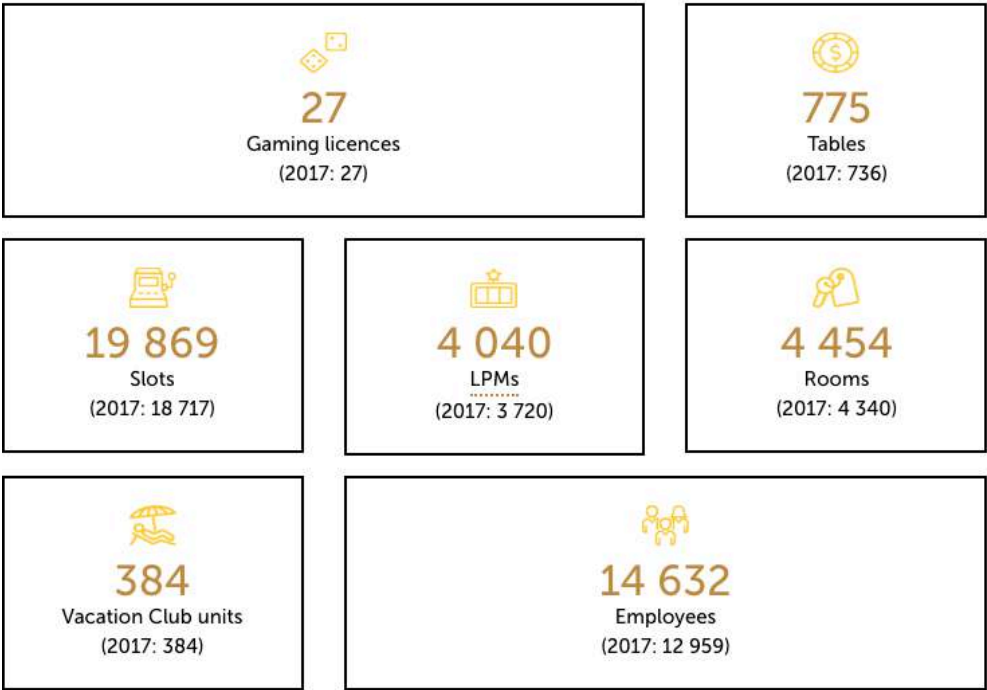 27
Gaming licences
(2017: 27)
775
Tables
(2017: 736)
19 869
Slots
(2017: 18 717)
4 040
LPMs
(2017: 3 720)
4 454
Rooms
(2017: 4 340)
384
Vacation Club units
(2017: 384)
14 632
Employees
(2017: 12 959)